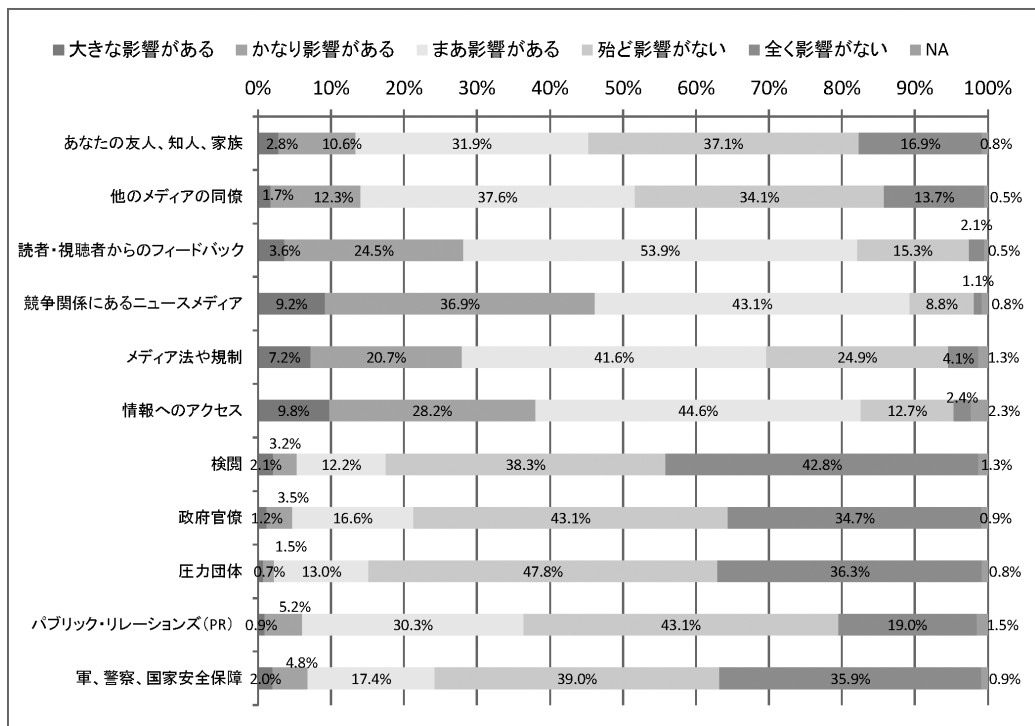 大きな影響がある かなり影響がある まあ影響がある 殆ど影響がない 全く影響がない NA
0% 10% 20% 30% 40% 50% 60% 70% 80% 90% 100%
あなたの友人、知人、家族 2.8% 10.6% 31.9% 37.1% 16.9% 0.8%
他のメディアの同僚 1.7% 12.3% 37.6% 34.1% 13.7% 0.5%
2.1%
読者・視聴者からのフィードバック 3.6% 24.5% 53.9% 15.3% 0.5%
1.1%
競争関係にあるニュースメディア 9.2% 36.9% 43.1% 8.8% 0.8%
メディア法や規制 7.2% 20.7% 41.6% 24.9% 4.1% 1.3%
2.4%
情報へのアクセス 9.8% 28.2% 44.6% 12.7% 2.3%
3.2%
検閲 2.1% 12.2% 38.3% 42.8% 1.3%
3.5%
政府官僚 1.2% 16.6% 43.1% 34.7% 0.9%
1.5%
圧力団体 0.7% 13.0% 47.8% 36.3% 0.8%
5.2%
パブリック・リレーションズ(PR) 0.9% 30.3% 43.1% 19.0% 1.5%
4.8%
軍、警察、国家安全保障 2.0% 17.4% 39.0% 35.9% 0.9%